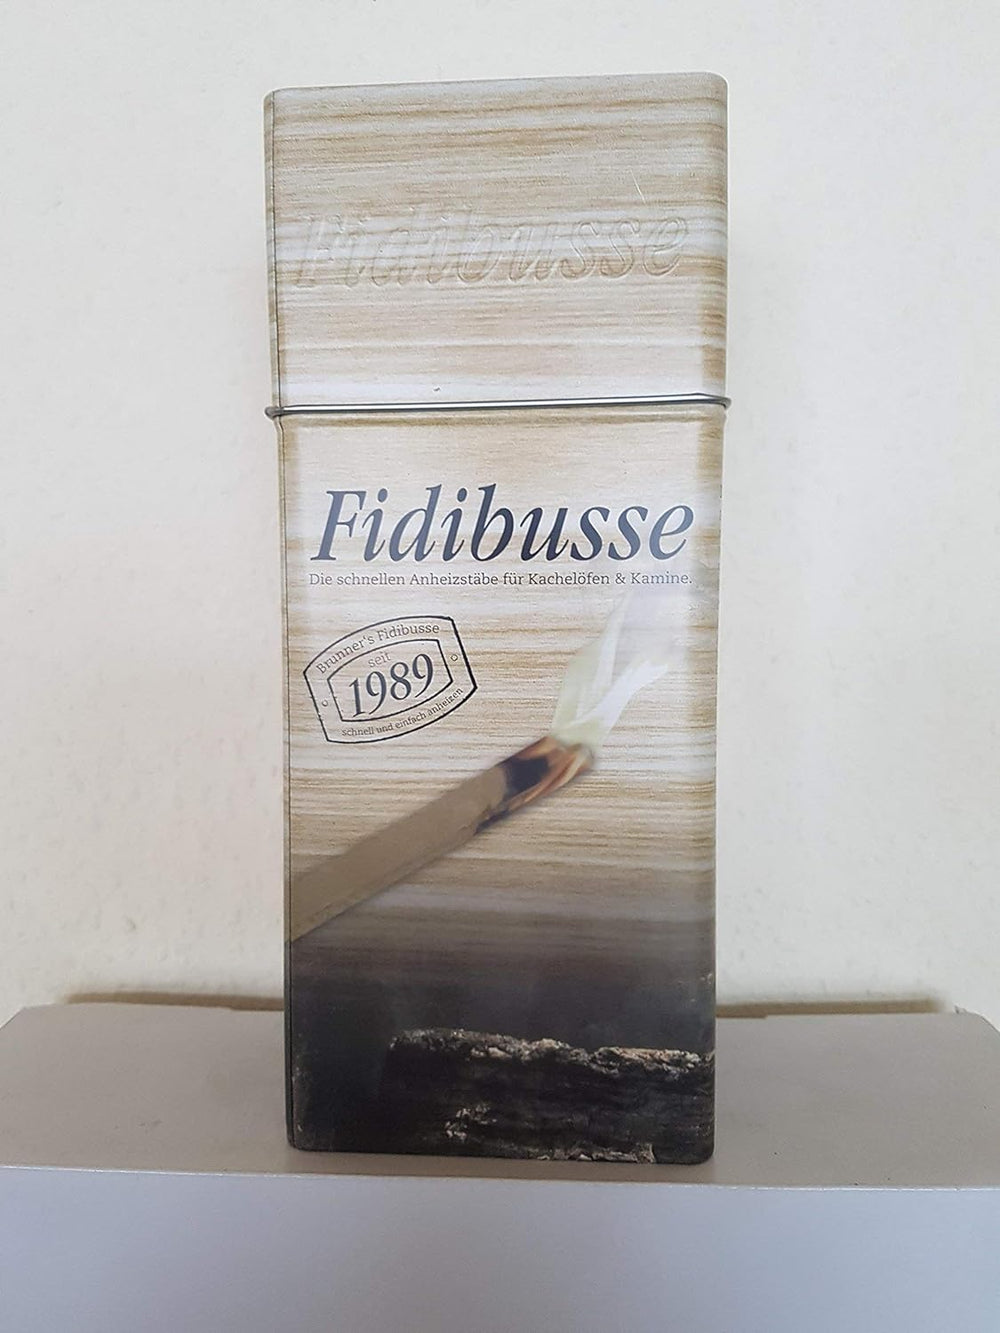 Fidibusse
Fidibusse
Die schnellen Anheizstäbe für Kachelöfen & Kamine.
Brunner's Fidibusse
seit
1989
schnell und einfach anheizen